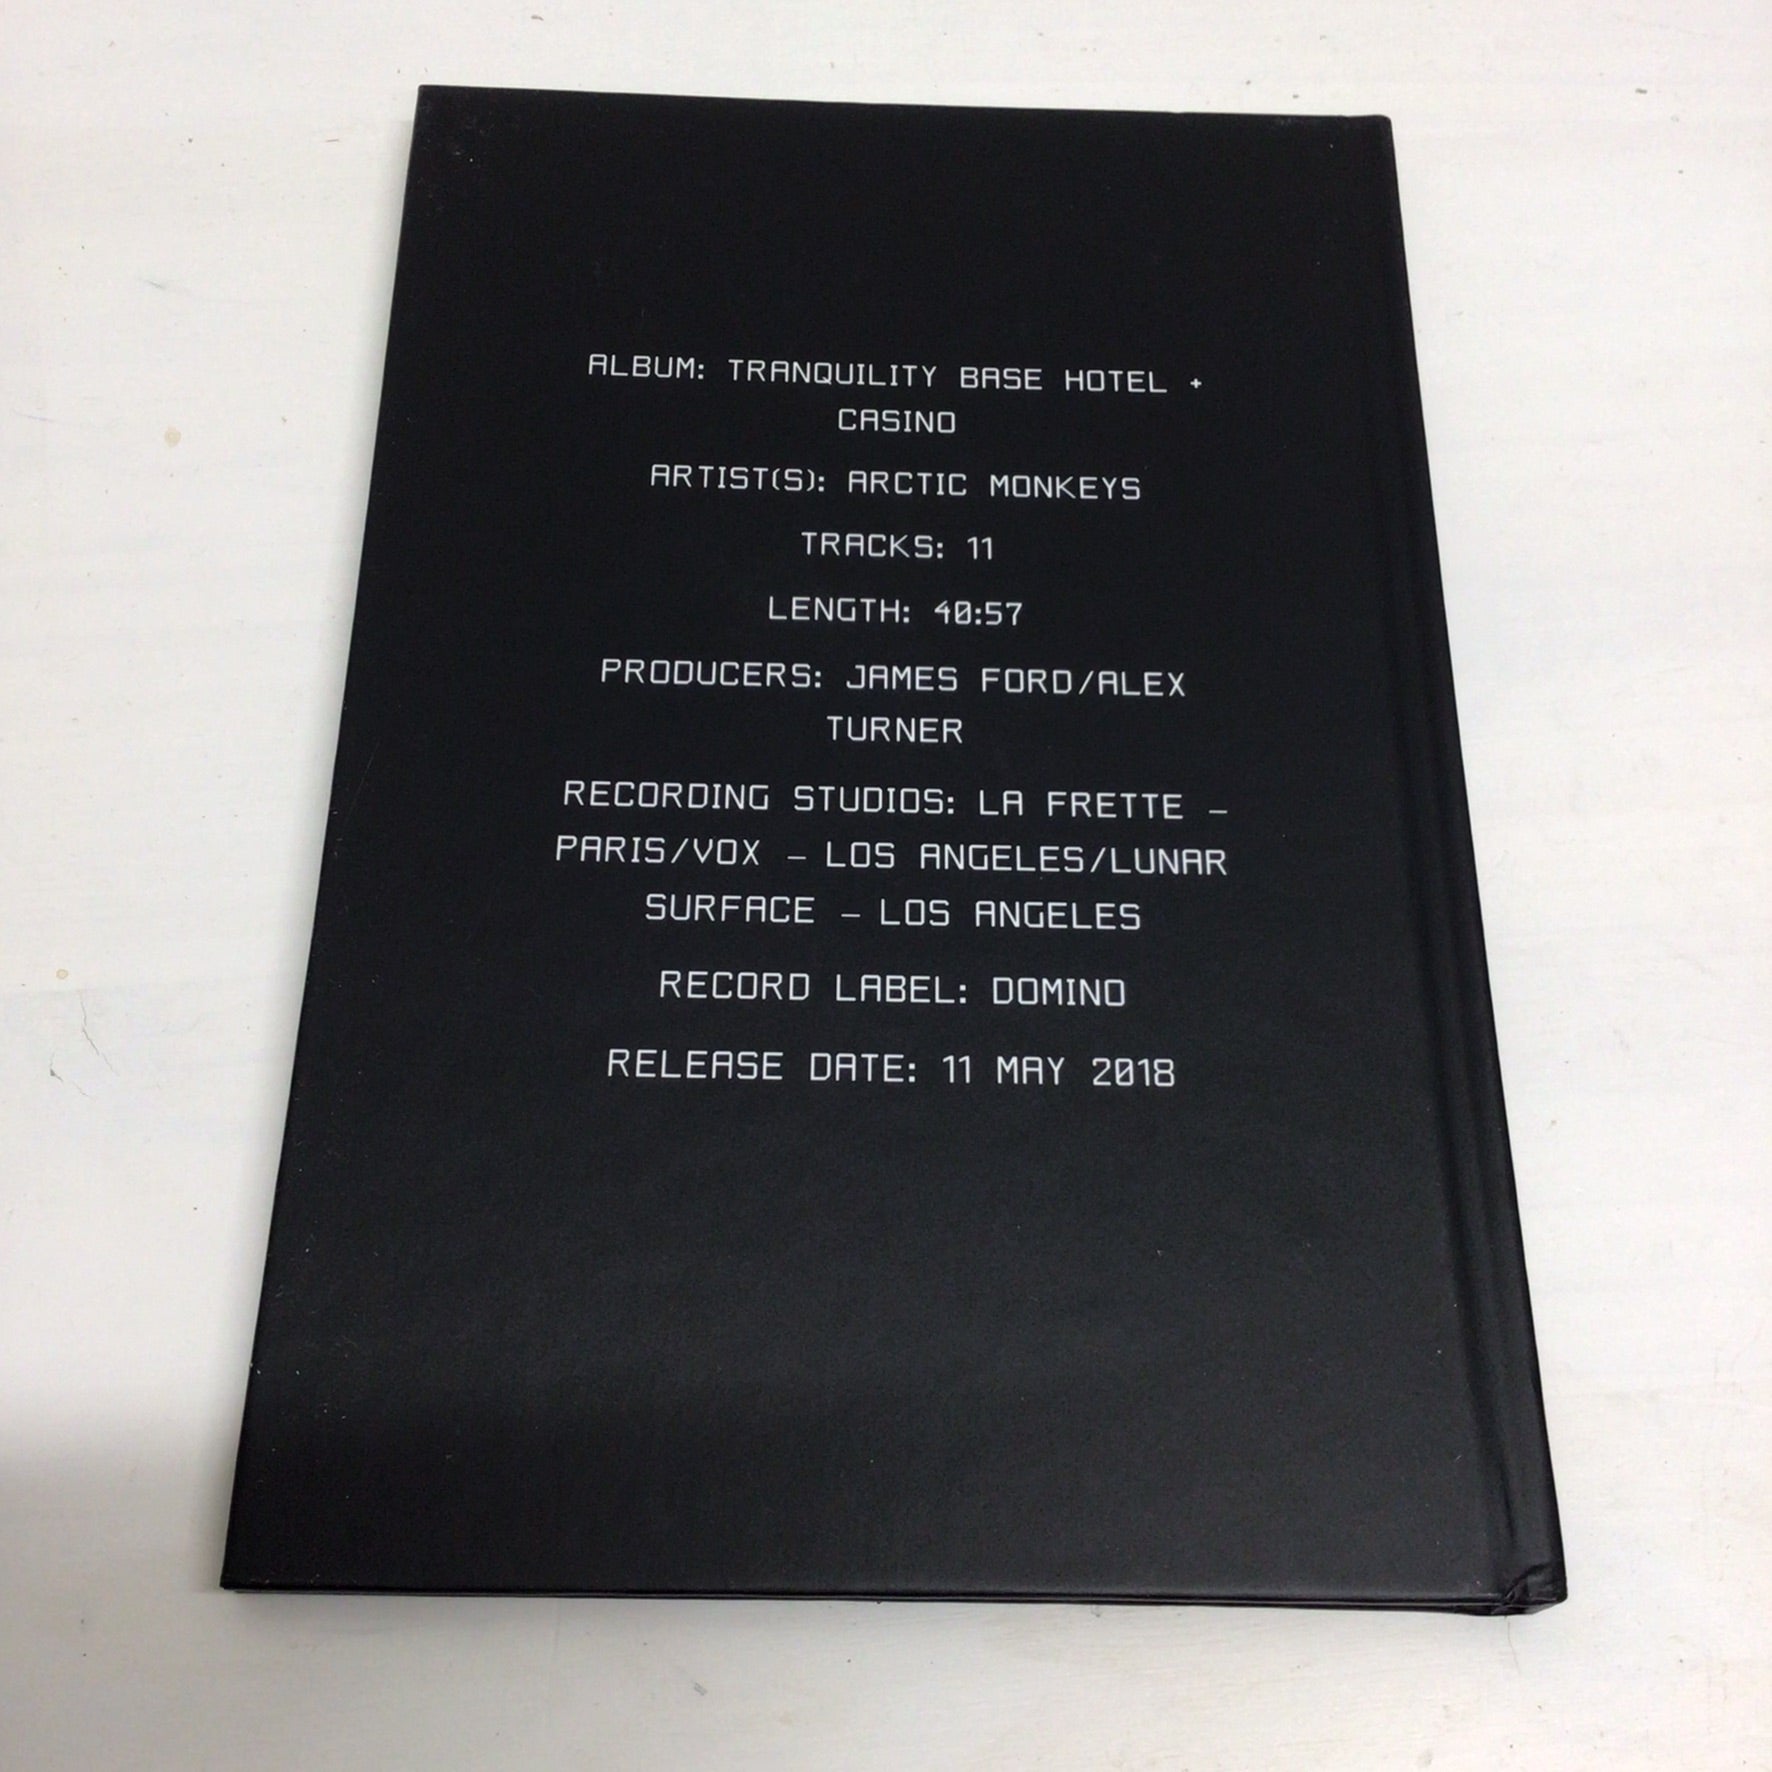 ALBUM: TRANQUILITY BASE HOTEL +
CASINO
ARTIST(S): ARCTIC MONKEYS
TRACKS: 11
LENGTH: 40:57
PRODUCERS: JAMES FORD/ALEX
TURNER
RECORDING STUDIOS: LA FRETTE –
PARIS/VOX – LOS ANGELES/LUNAR
SURFACE – LOS ANGELES
RECORD LABEL: DOMINO
RELEASE DATE: 11 MAY 2018